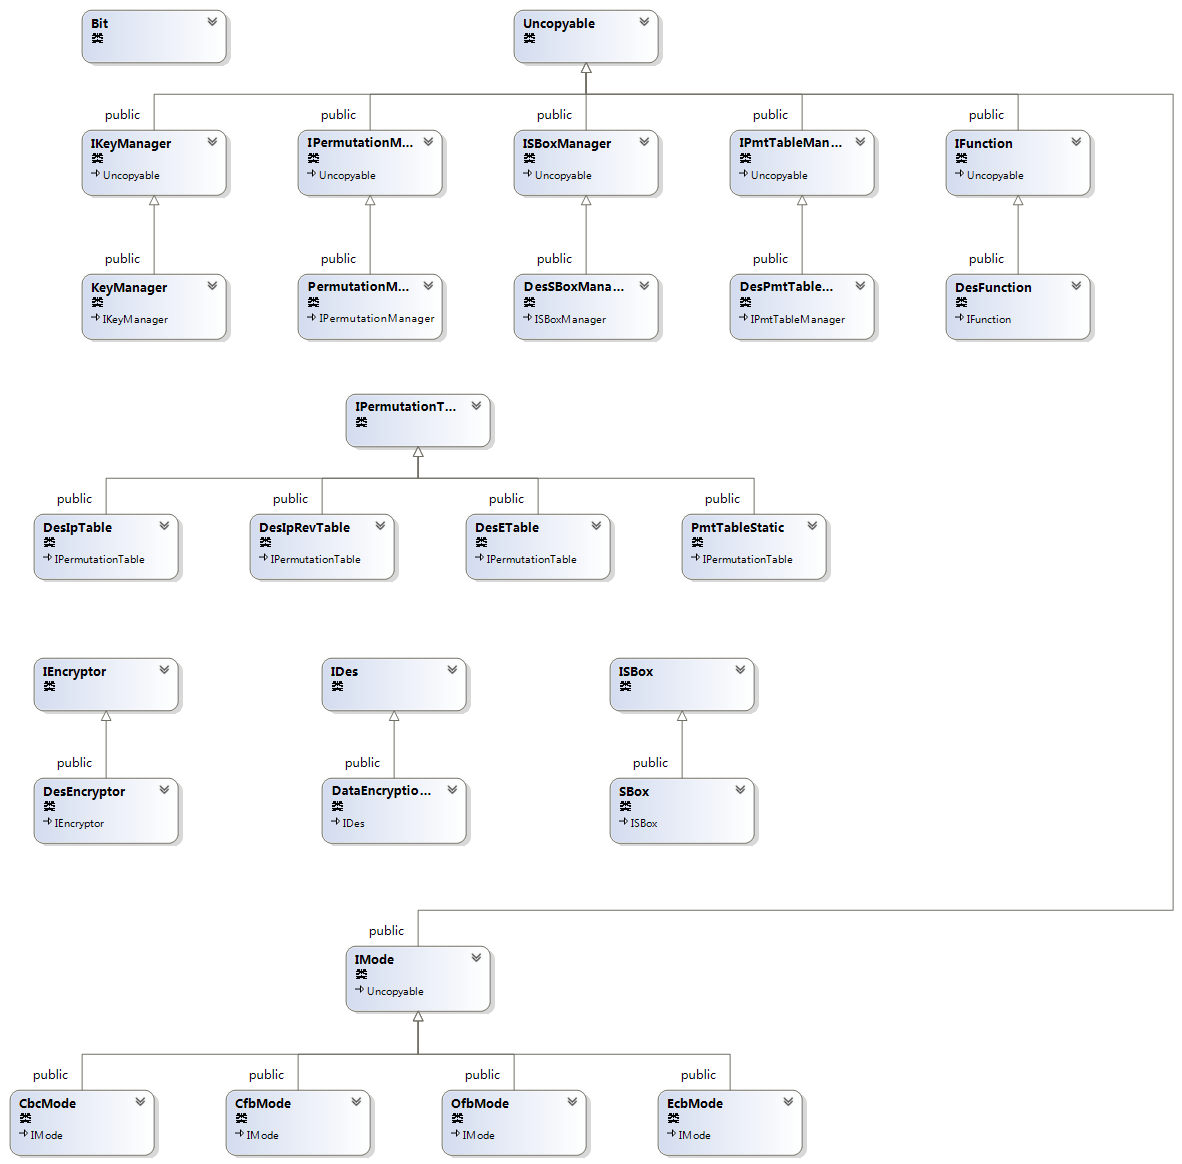 Bit
Uncopyable
public
public
public
public
public
IKeyManager
Uncopyable
IPermutationM...
Uncopyable
ISBoxManager
Uncopyable
IPmtTableMan...
Uncopyable
IFunction
Uncopyable
public
public
public
public
public
KeyManager
IKeyManager
PermutationM...
IPermutationManager
DesSBoxMana...
ISBoxManager
DesPmtTable...
IPmtTableManager
DesFunction
IFunction
IPermutationT...
public
public
public
public
DesIpTable
IPermutationTable
DesIpRevTable
IPermutationTable
DesETable
IPermutationTable
PmtTableStatic
IPermutationTable
IEncryptor
IDes
ISBox
public
public
public
DesEncryptor
IEncryptor
DataEncryptio...
IDes
SBox
ISBox
public
IMode
Uncopyable
public
public
public
public
CbcMode
IMode
CfbMode
IMode
OfbMode
IMode
EcbMode
IMode